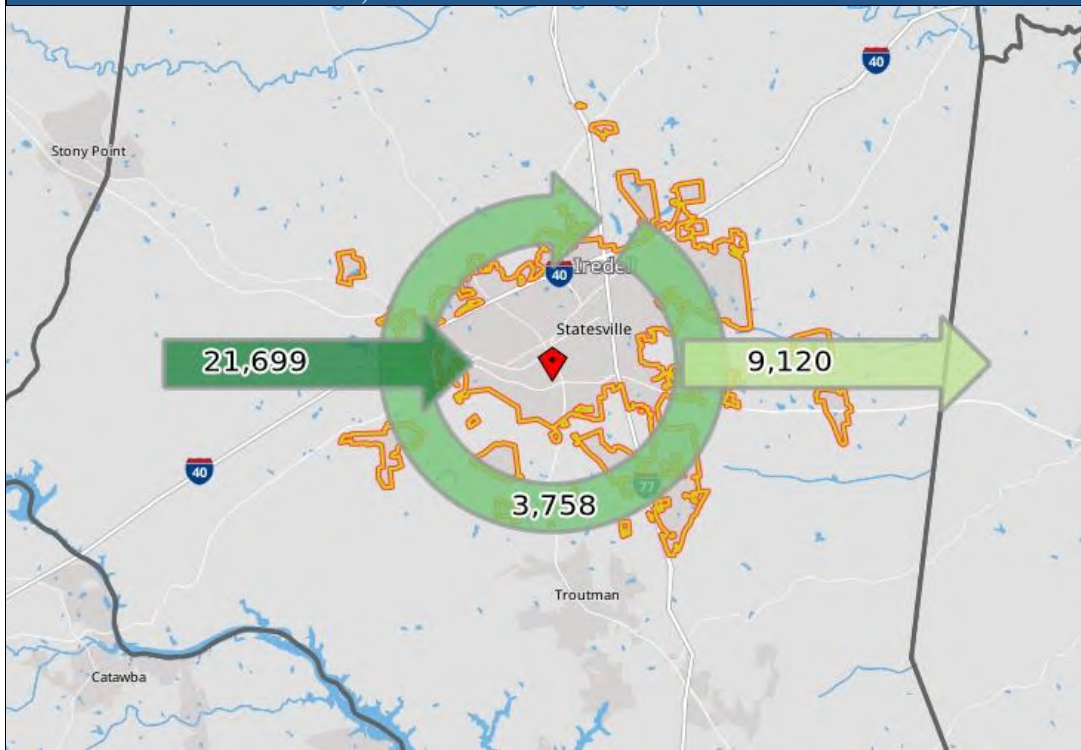 40
Stony Point
40 Iredell
Statesville
21,699
9,120
40
77
3,758
Troutman
Catawba